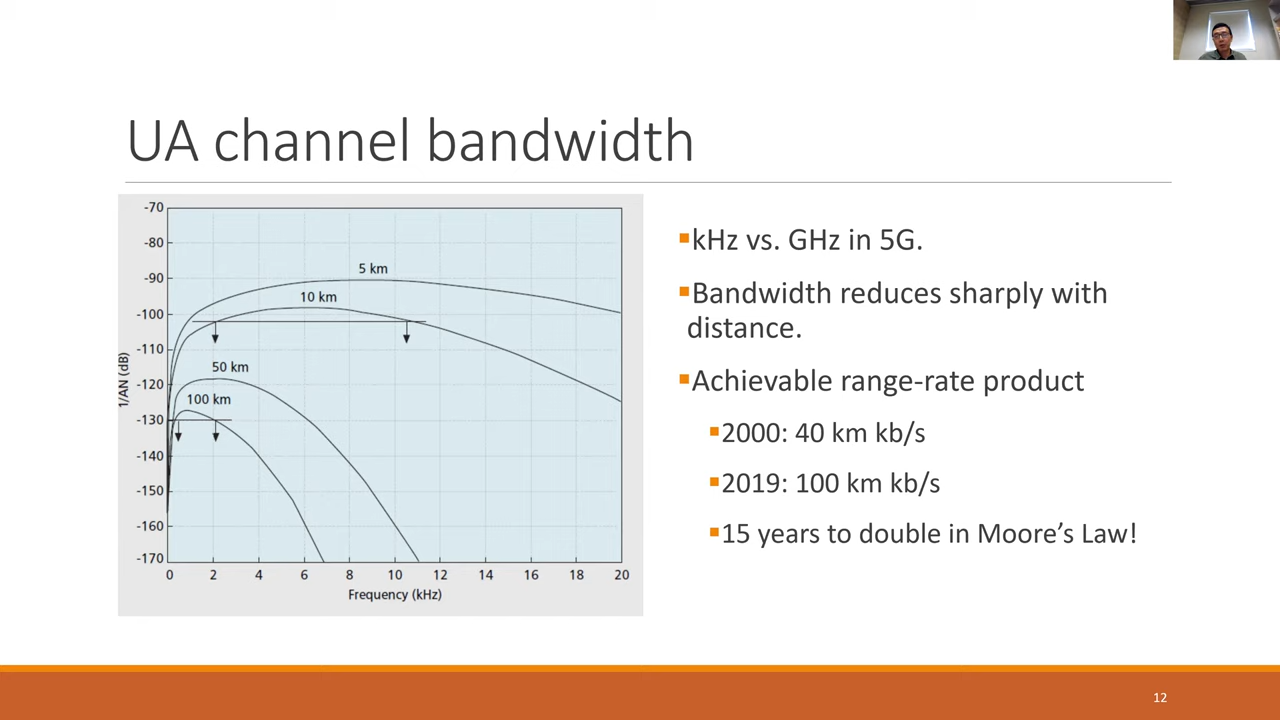 UA channel bandwidth
-70
-80
-90
-100
-110
-120
-130
-140
-150
-160
-170
1/AN (dB)
5 km
10 km
50 km
100 km
0 2 4 6 8 10 12 14 16 18 20
Frequency (kHz)
kHz vs. GHz in 5G.
Bandwidth reduces sharply with
distance.
Achievable range-rate product
2000: 40 km kb/s
2019: 100 km kb/s
15 years to double in Moore’s Law!
12